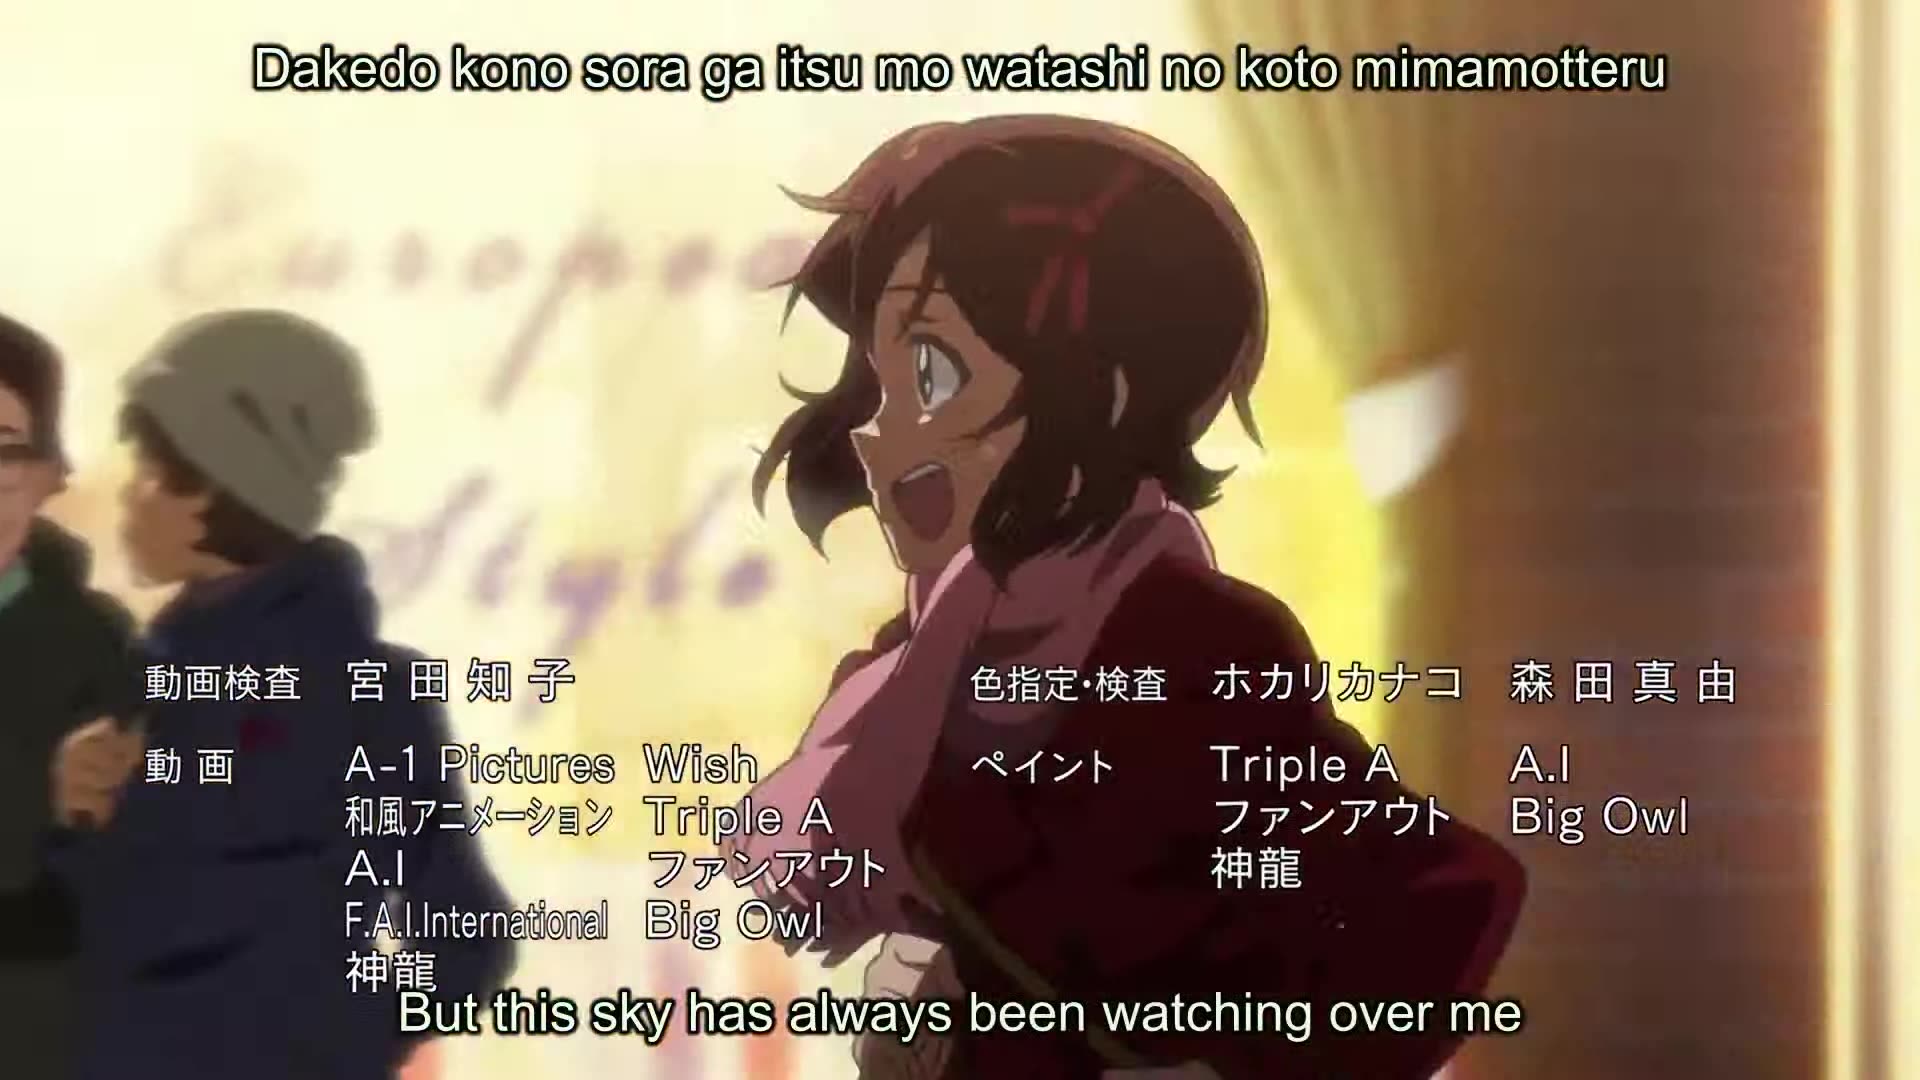 Dakedo kono sora ga itsu mo watashi no koto mimamotteru
European
Style
動画検査 宮田知子
動画 A-1 Pictures Wish
和風アニメーション Triple A
A.I ファンアウト
F.A.I.International Big Owl
神龍
色指定・検査 ホカリカナコ 森田真由
ペイント Triple A A.I
ファンアウト Big Owl
神龍
But this sky has always been watching over me